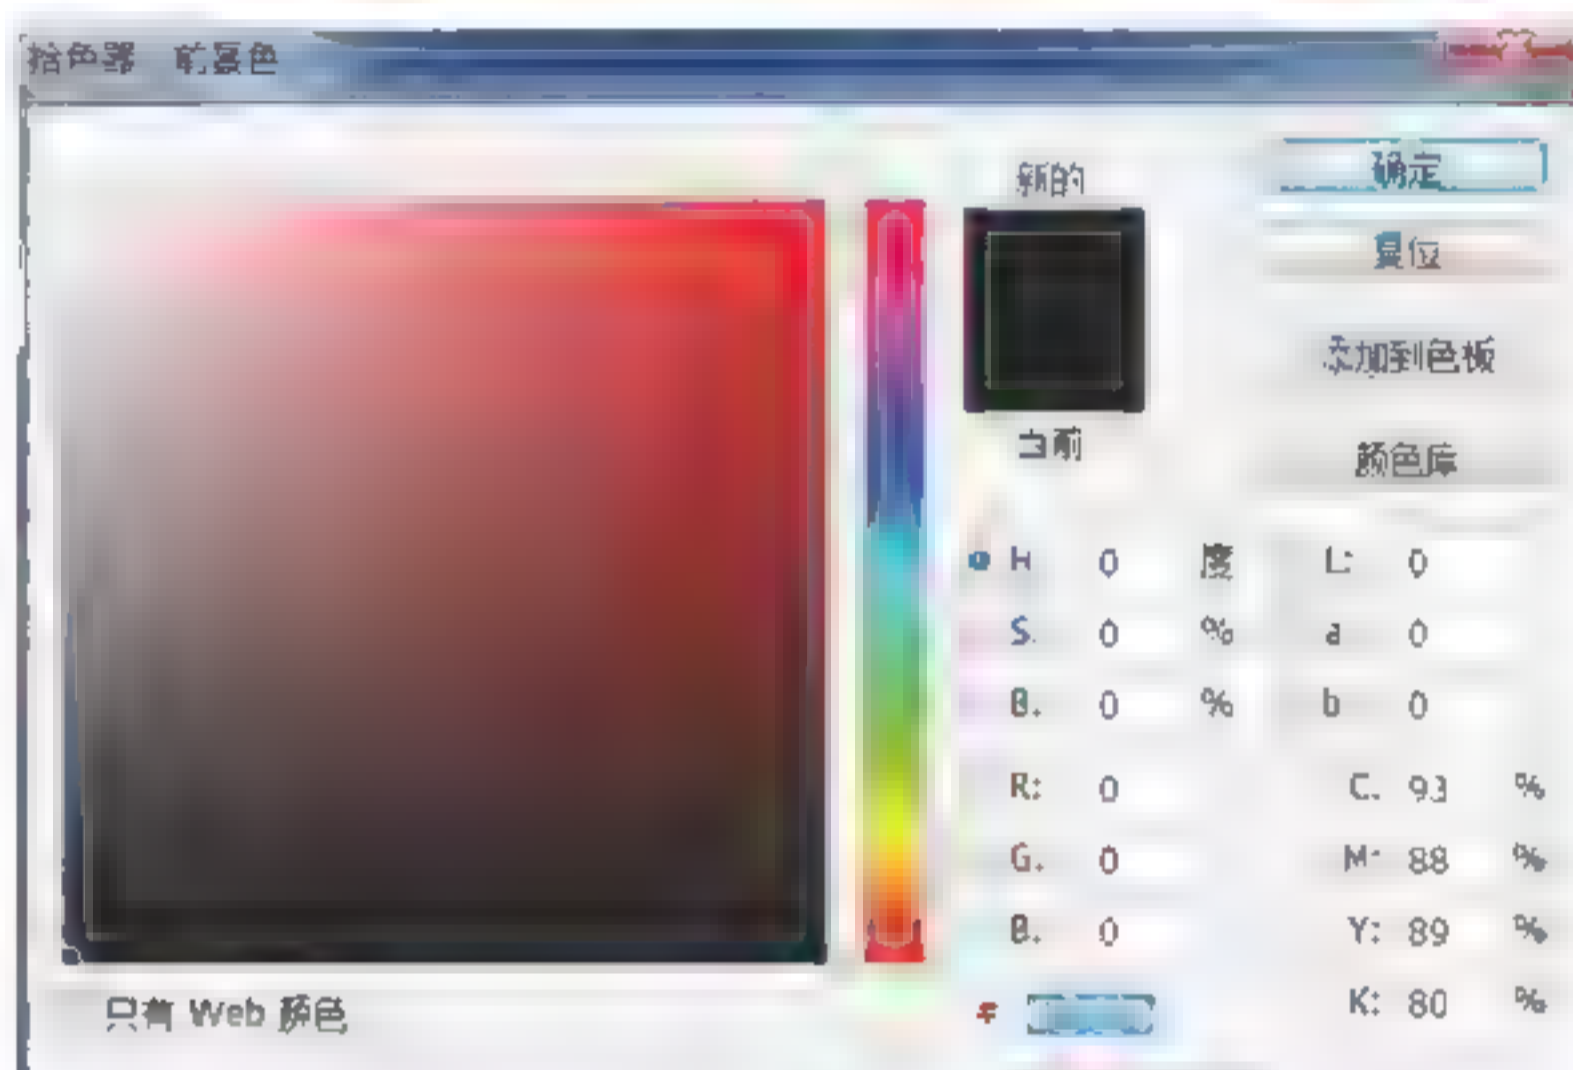 拾色器 前景色
新的
确定
复位
添加到色板
当前
颜色库
H 0 度 L: 0
S. 0 % a 0
B. 0 % b 0
R: 0 C. 93 %
G. 0 M: 88 %
B. 0 Y: 89 %
# K: 80 %
只有 Web 颜色